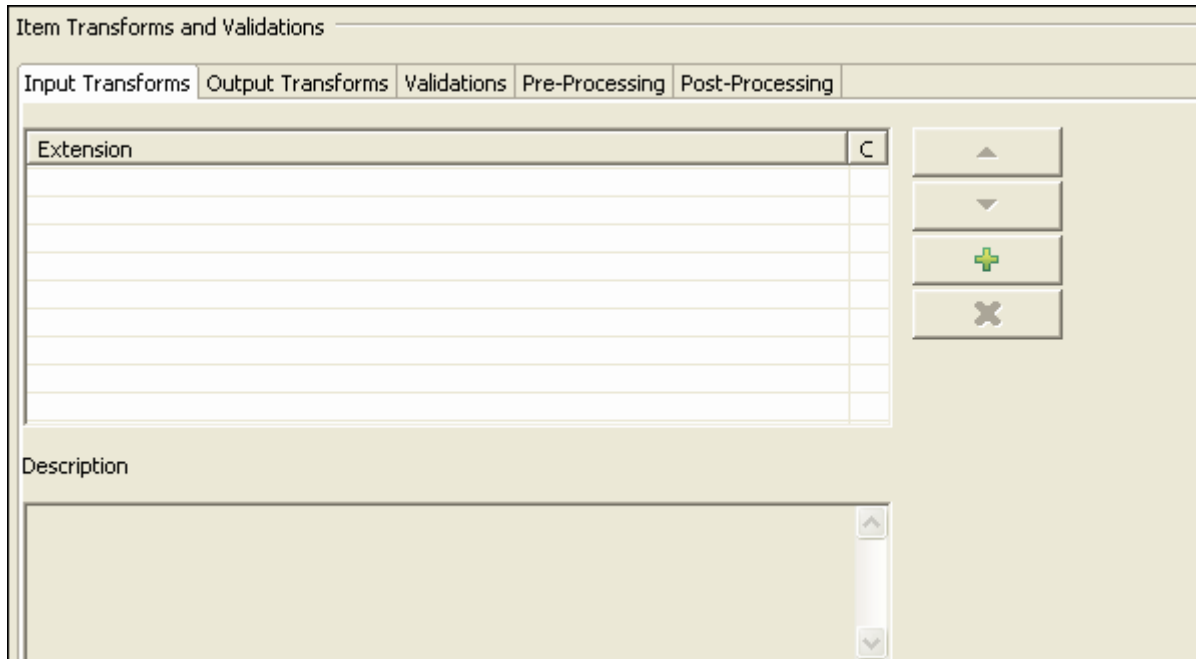 Item Transforms and Validations
Input Transforms Output Transforms Validations Pre-Processing Post-Processing
Extension C
Description